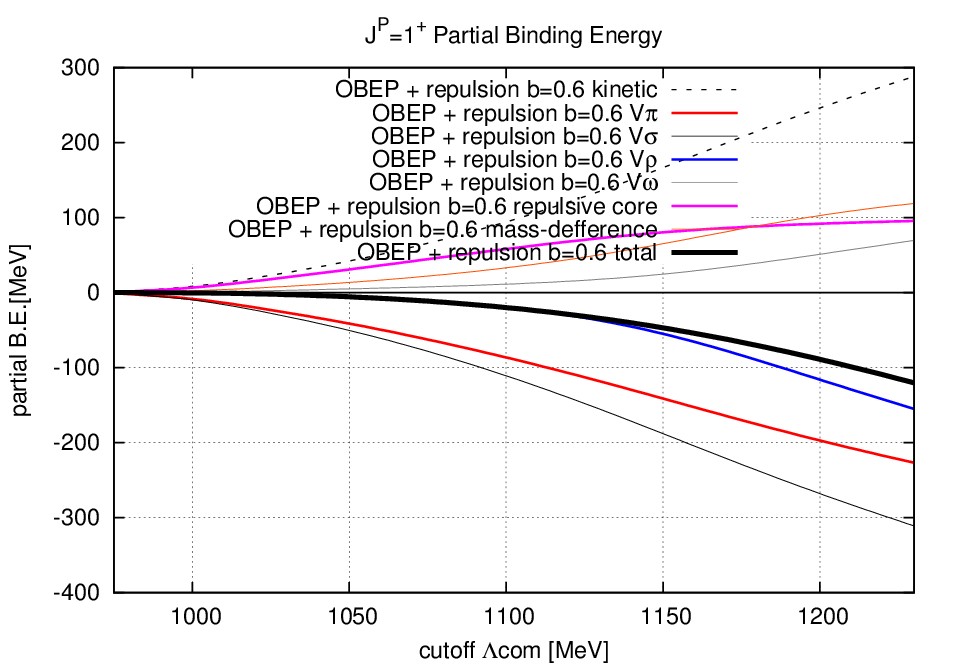 J^P=1^+ Partial Binding Energy
300
200
100
0
-100
-200
-300
-400
partial B.E.[MeV]
OBEP + repulsion b=0.6 kinetic
OBEP + repulsion b=0.6 Vπ
OBEP + repulsion b=0.6 Vσ
OBEP + repulsion b=0.6 Vρ
OBEP + repulsion b=0.6 Vω
OBEP + repulsion b=0.6 repulsive core
OBEP + repulsion b=0.6 mass-defference
OBEP + repulsion b=0.6 total
1000 1050 1100 1150 1200
cutoff Λcom [MeV]